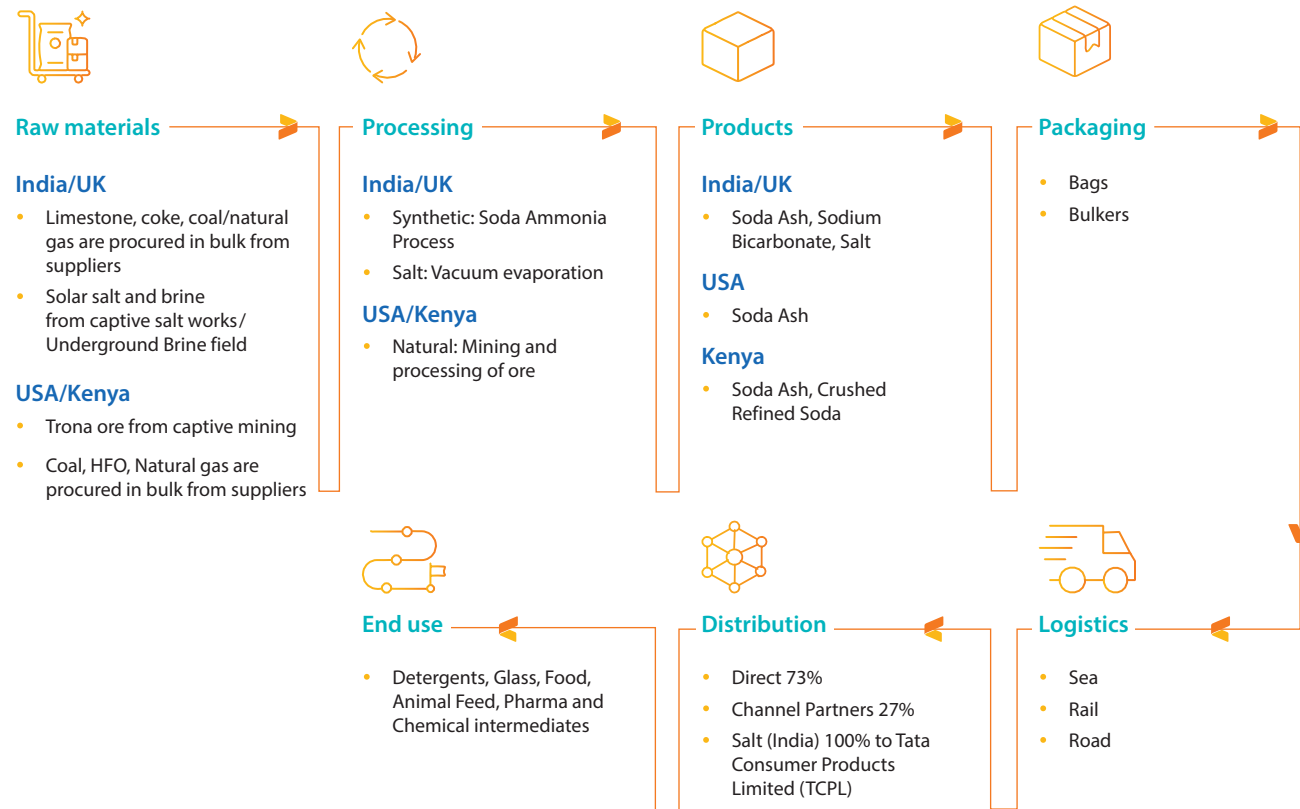 Raw materials
India/UK
• Limestone, coke, coal/natural
gas are procured in bulk from
suppliers
• Solar salt and brine
from captive salt works/
Underground Brine field
USA/Kenya
• Trona ore from captive mining
• Coal, HFO, Natural gas are
procured in bulk from suppliers
Processing
India/UK
• Synthetic: Soda Ammonia
Process
• Salt: Vacuum evaporation
USA/Kenya
• Natural: Mining and
processing of ore
Products
India/UK
• Soda Ash, Sodium
Bicarbonate, Salt
USA
• Soda Ash
Kenya
• Soda Ash, Crushed
Refined Soda
Packaging
• Bags
• Bulkers
Logistics
• Sea
• Rail
• Road
Distribution
• Direct 73%
• Channel Partners 27%
• Salt (India) 100% to Tata
Consumer Products
Limited (TCPL)
End use
• Detergents, Glass, Food,
Animal Feed, Pharma and
Chemical intermediates